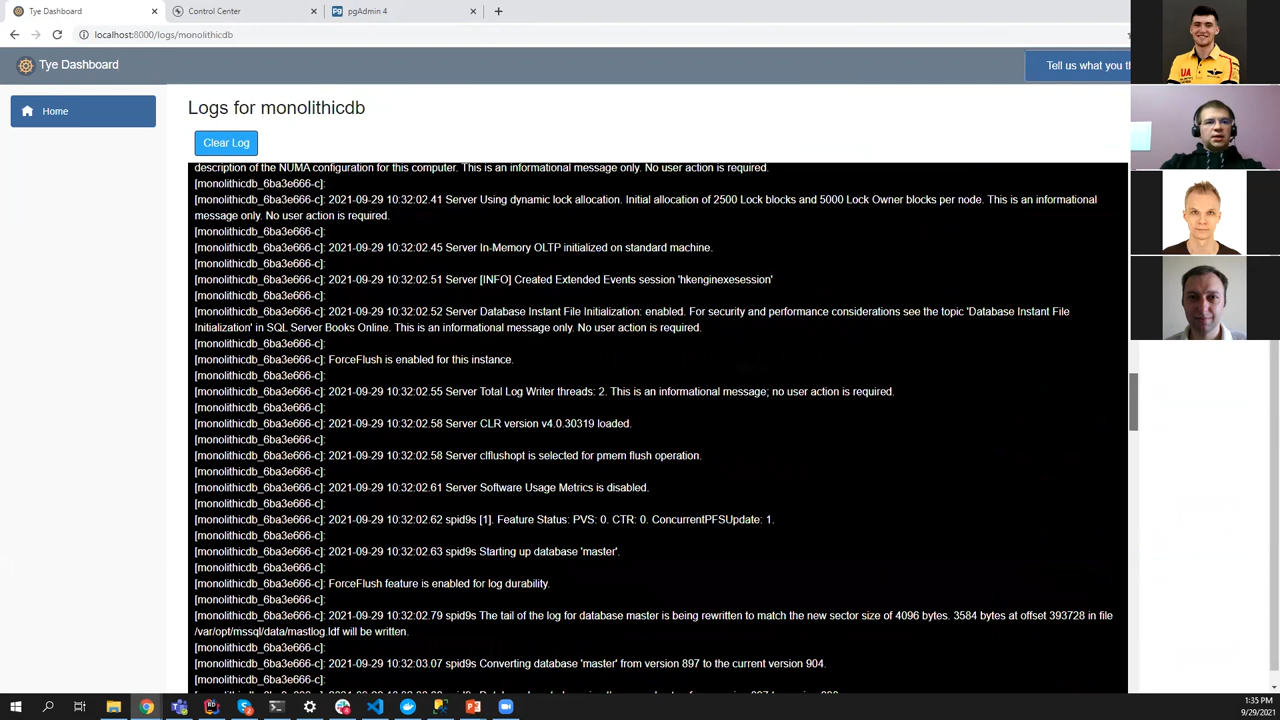 Tye Dashboard
Control Center
pgAdmin 4
localhost:8000/logs/monolithicdb
Tye Dashboard
Tell us what you th
Home
Logs for monolithicdb
Clear Log
description of the NUMA configuration for this computer. This is an informational message only. No user action is required.
[monolithicdb_6ba3e666-c]:
[monolithicdb_6ba3e666-c]: 2021-09-29 10:32:02.41 Server Using dynamic lock allocation. Initial allocation of 2500 Lock blocks and 5000 Lock Owner blocks per node. This is an informational
message only. No user action is required.
[monolithicdb_6ba3e666-c]:
[monolithicdb_6ba3e666-c]: 2021-09-29 10:32:02.45 Server In-Memory OLTP initialized on standard machine.
[monolithicdb_6ba3e666-c]:
[monolithicdb_6ba3e666-c]: 2021-09-29 10:32:02.51 Server [INFO] Created Extended Events session 'hkenginexesession'
[monolithicdb_6ba3e666-c]:
[monolithicdb_6ba3e666-c]: 2021-09-29 10:32:02.52 Server Database Instant File Initialization: enabled. For security and performance considerations see the topic 'Database Instant File
Initialization' in SQL Server Books Online. This is an informational message only. No user action is required.
[monolithicdb_6ba3e666-c]:
[monolithicdb_6ba3e666-c]: ForceFlush is enabled for this instance.
[monolithicdb_6ba3e666-c]:
[monolithicdb_6ba3e666-c]: 2021-09-29 10:32:02.55 Server Total Log Writer threads: 2. This is an informational message; no user action is required.
[monolithicdb_6ba3e666-c]:
[monolithicdb_6ba3e666-c]: 2021-09-29 10:32:02.58 Server CLR version v4.0.30319 loaded.
[monolithicdb_6ba3e666-c]:
[monolithicdb_6ba3e666-c]: 2021-09-29 10:32:02.58 Server clflushopt is selected for pmem flush operation.
[monolithicdb_6ba3e666-c]:
[monolithicdb_6ba3e666-c]: 2021-09-29 10:32:02.61 Server Software Usage Metrics is disabled.
[monolithicdb_6ba3e666-c]:
[monolithicdb_6ba3e666-c]: 2021-09-29 10:32:02.62 spid9s [1]. Feature Status: PVS: 0. CTR: 0. ConcurrentPFSUpdate: 1.
[monolithicdb_6ba3e666-c]:
[monolithicdb_6ba3e666-c]: 2021-09-29 10:32:02.63 spid9s Starting up database 'master'.
[monolithicdb_6ba3e666-c]:
[monolithicdb_6ba3e666-c]: ForceFlush feature is enabled for log durability.
[monolithicdb_6ba3e666-c]:
[monolithicdb_6ba3e666-c]: 2021-09-29 10:32:02.79 spid9s The tail of the log for database master is being rewritten to match the new sector size of 4096 bytes. 3584 bytes at offset 393728 in file
/var/opt/mssql/data/mastlog.ldf will be written.
[monolithicdb_6ba3e666-c]:
[monolithicdb_6ba3e666-c]: 2021-09-29 10:32:03.07 spid9s Converting database 'master' from version 897 to the current version 904.
[monolithicdb_6ba3e666-c]:
1:35 PM
9/29/2021